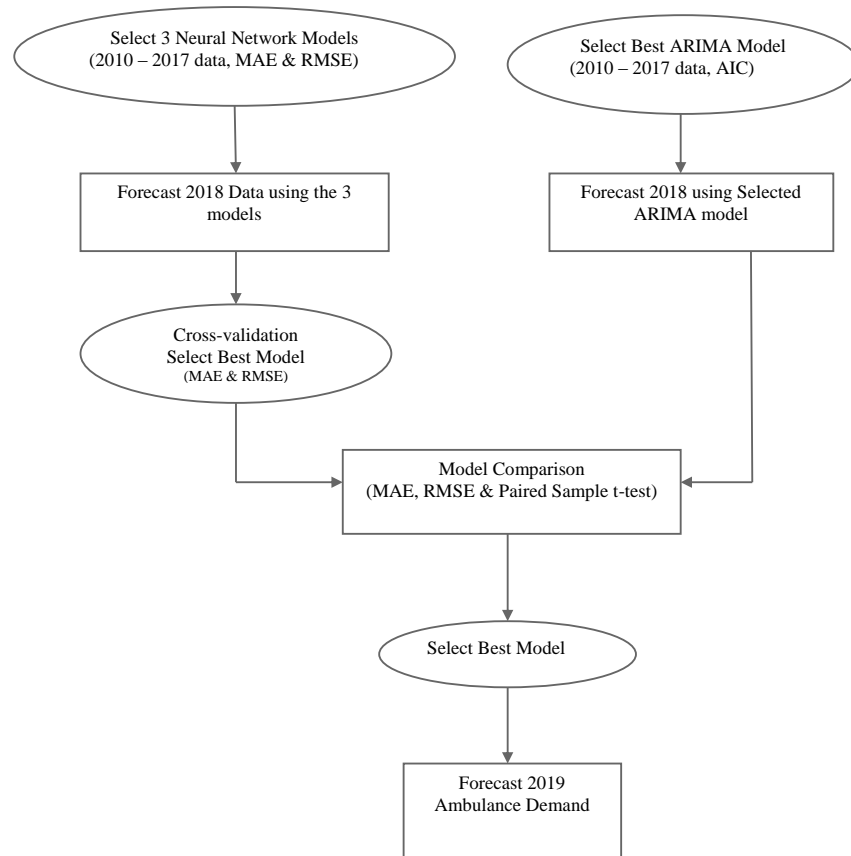 Select 3 Neural Network Models
(2010 – 2017 data, MAE & RMSE)
Select Best ARIMA Model
(2010 – 2017 data, AIC)
Forecast 2018 Data using the 3
models
Forecast 2018 using Selected
ARIMA model
Cross-validation
Select Best Model
(MAE & RMSE)
Model Comparison
(MAE, RMSE & Paired Sample t-test)
Select Best Model
Forecast 2019
Ambulance Demand